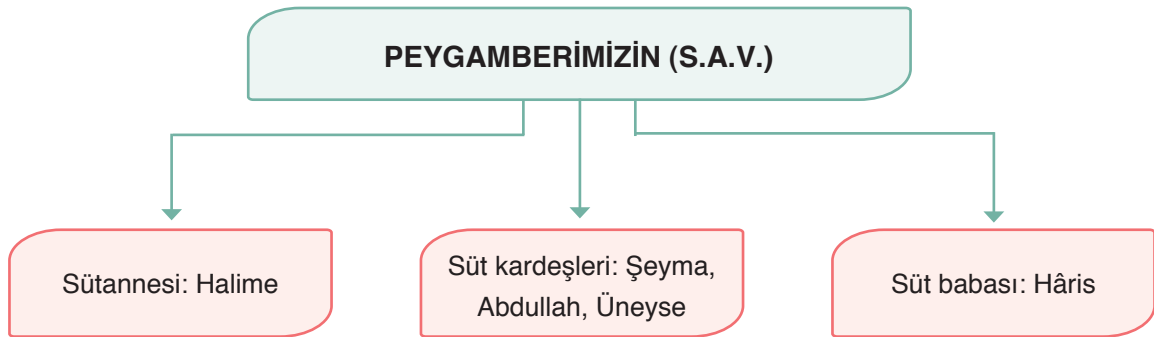 PEYGAMBERİMİZİN (S.A.V.)
Sütannesi: Halime
Süt kardeşleri: Şeyma,
Abdullah, Üneyse
Süt babası: Hâris